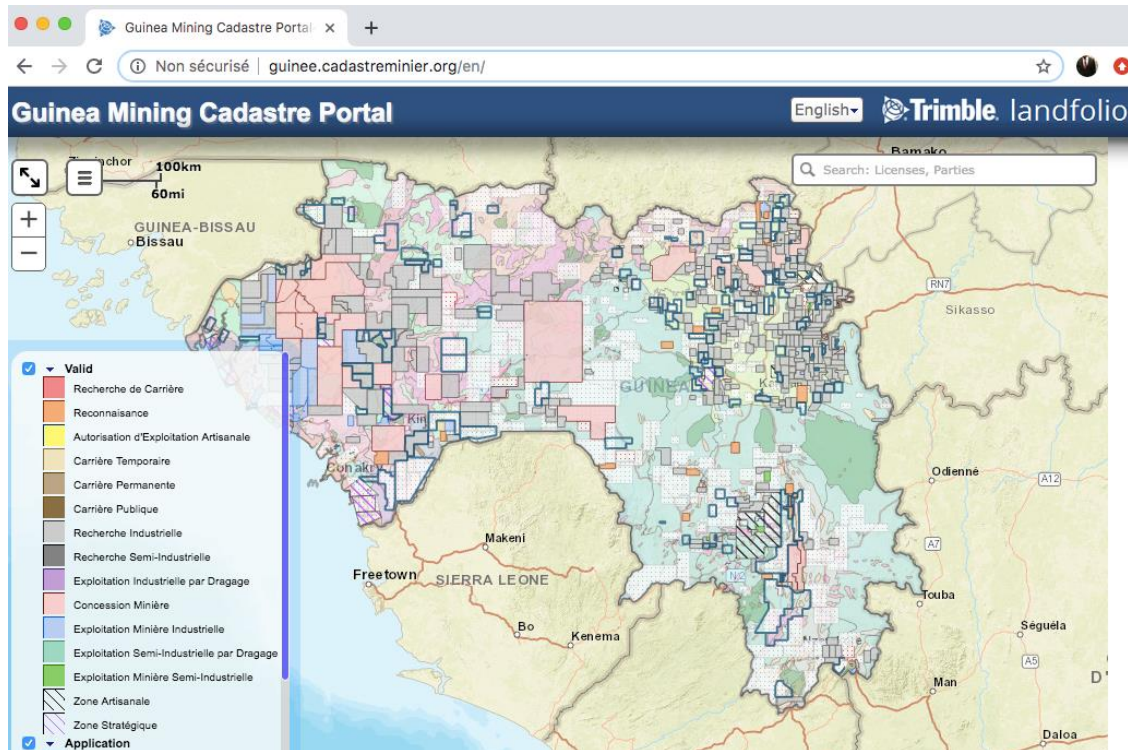 Guinea Mining Cadastre Portal
Non sécurisé | guinee.cadastreminier.org/en/
Guinea Mining Cadastre Portal
English
Trimble. landfolio
Bamako
100km
60mi
Search: Licenses, Parties
GUINEA-BISSAU
Bissau
RN7
Sikasso
GUINEA
Conakry
Odienné
A12
Makeni
A7
Freetown
SIERRA LEONE
N2
Touba
Bo
Kenema
Séguéla
A5
Man
D'
Daloa
Valid
Recherche de Carrière
Reconnaisance
Autorisation d'Exploitation Artisanale
Carrière Temporaire
Carrière Permanente
Carrière Publique
Recherche Industrielle
Recherche Semi-Industrielle
Exploitation Industrielle par Dragage
Concession Minière
Exploitation Minière Industrielle
Exploitation Semi-Industrielle par Dragage
Exploitation Minière Semi-Industrielle
Zone Artisanale
Zone Stratégique
Application